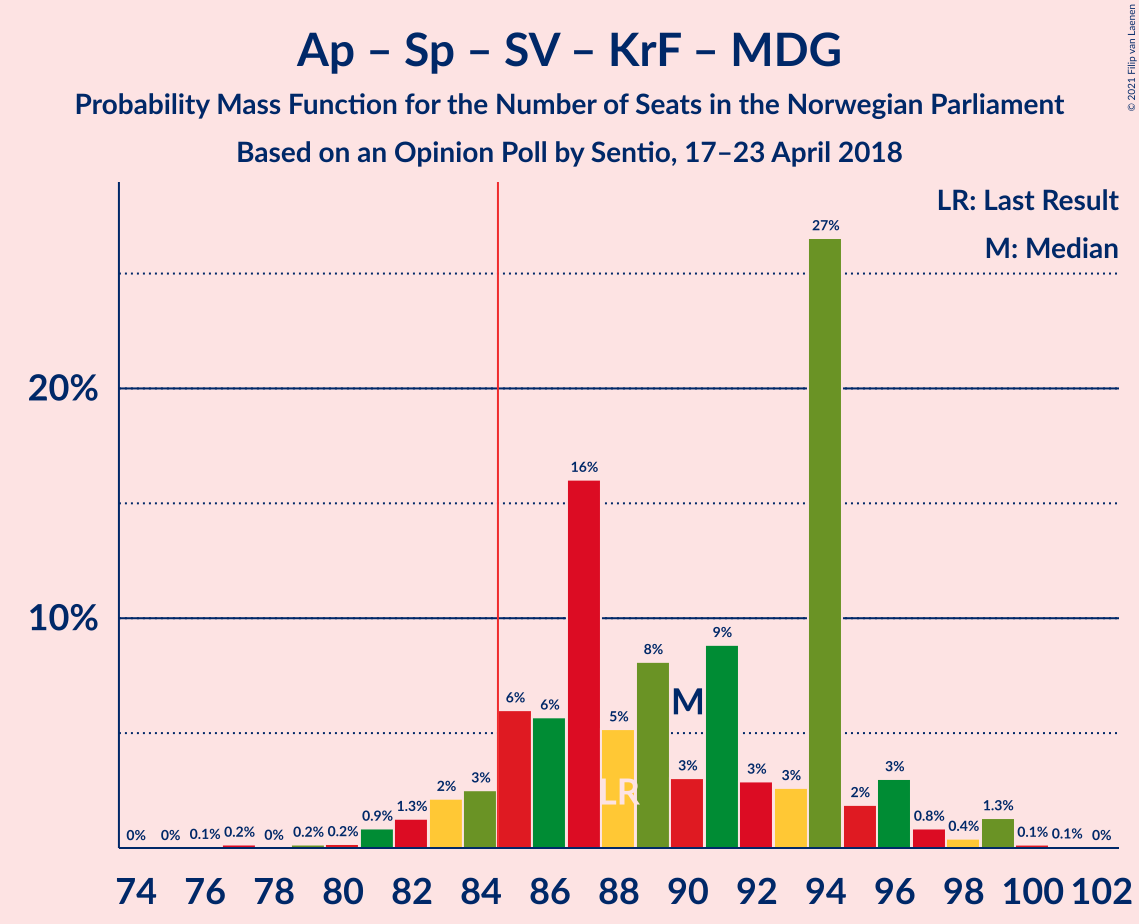 Ap – Sp – SV – KrF – MDG
Probability Mass Function for the Number of Seats in the Norwegian Parliament
Based on an Opinion Poll by Sentio, 17–23 April 2018
© 2021 Filip van Laenen
LR: Last Result
M: Median
20%
10%
0% 0% 0.1% 0.2% 0% 0.2% 0.2% 0.9% 1.3% 2% 3% 6% 6% 16% 5% 8% 3% 9% 3% 3% 27% 2% 3% 0.8% 0.4% 1.3% 0.1% 0.1% 0%
M
LR
74 76 78 80 82 84 86 88 90 92 94 96 98 100 102